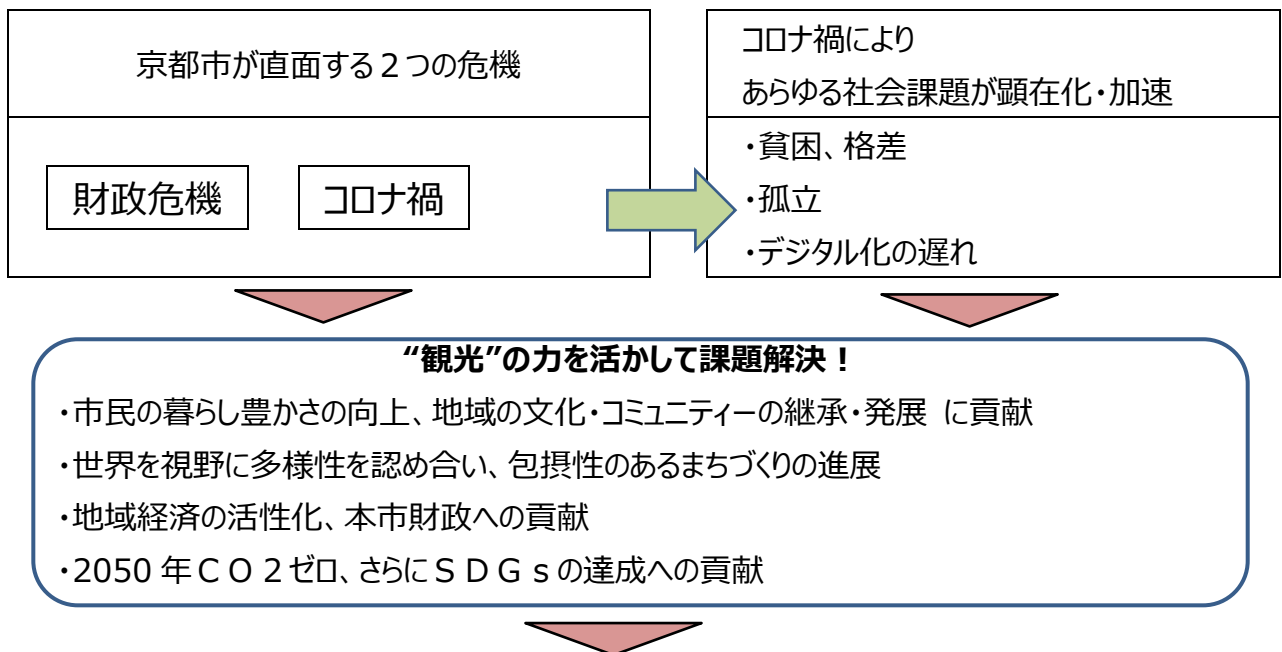 京都市が直面する２つの危機
財政危機
コロナ禍
コロナ禍により
あらゆる社会課題が顕在化・加速
・貧困、格差
・孤立
・デジタル化の遅れ
“観光”の力を活かして課題解決！
・市民の暮らし豊かさの向上、地域の文化・コミュニティーの継承・発展 に貢献
・世界を視野に多様性を認め合い、包摂性のあるまちづくりの進展
・地域経済の活性化、本市財政への貢献
・2050 年ＣＯ２ゼロ、さらにＳＤＧｓの達成への貢献